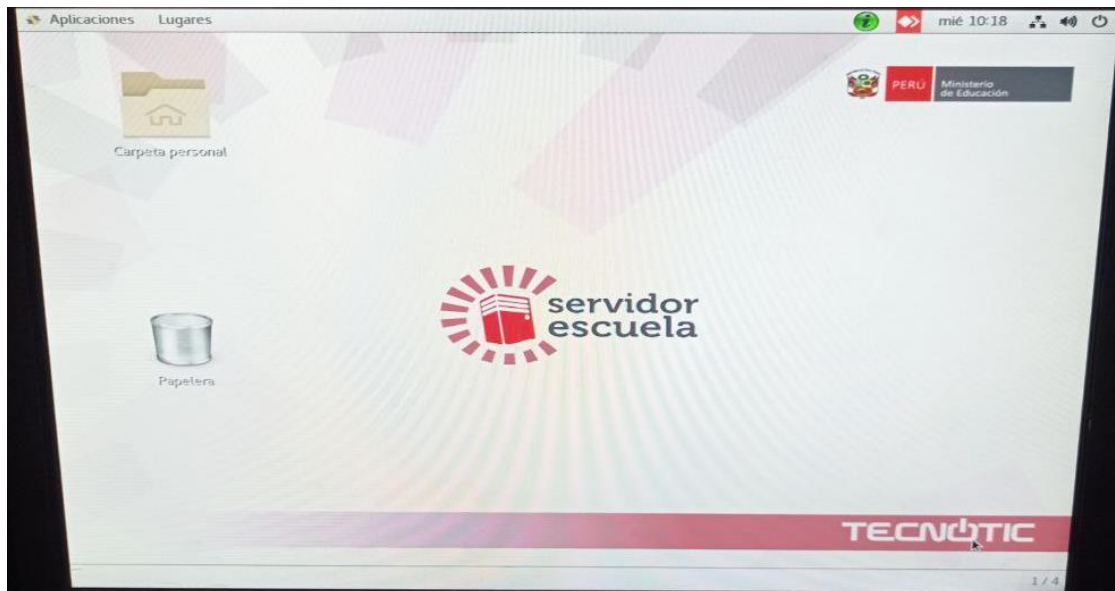 Aplicaciones Lugares mié 10:18
PERÚ Ministerio
de Educación
Carpeta personal
servidor
escuela
Papelera
TECNOTIC
1 / 4